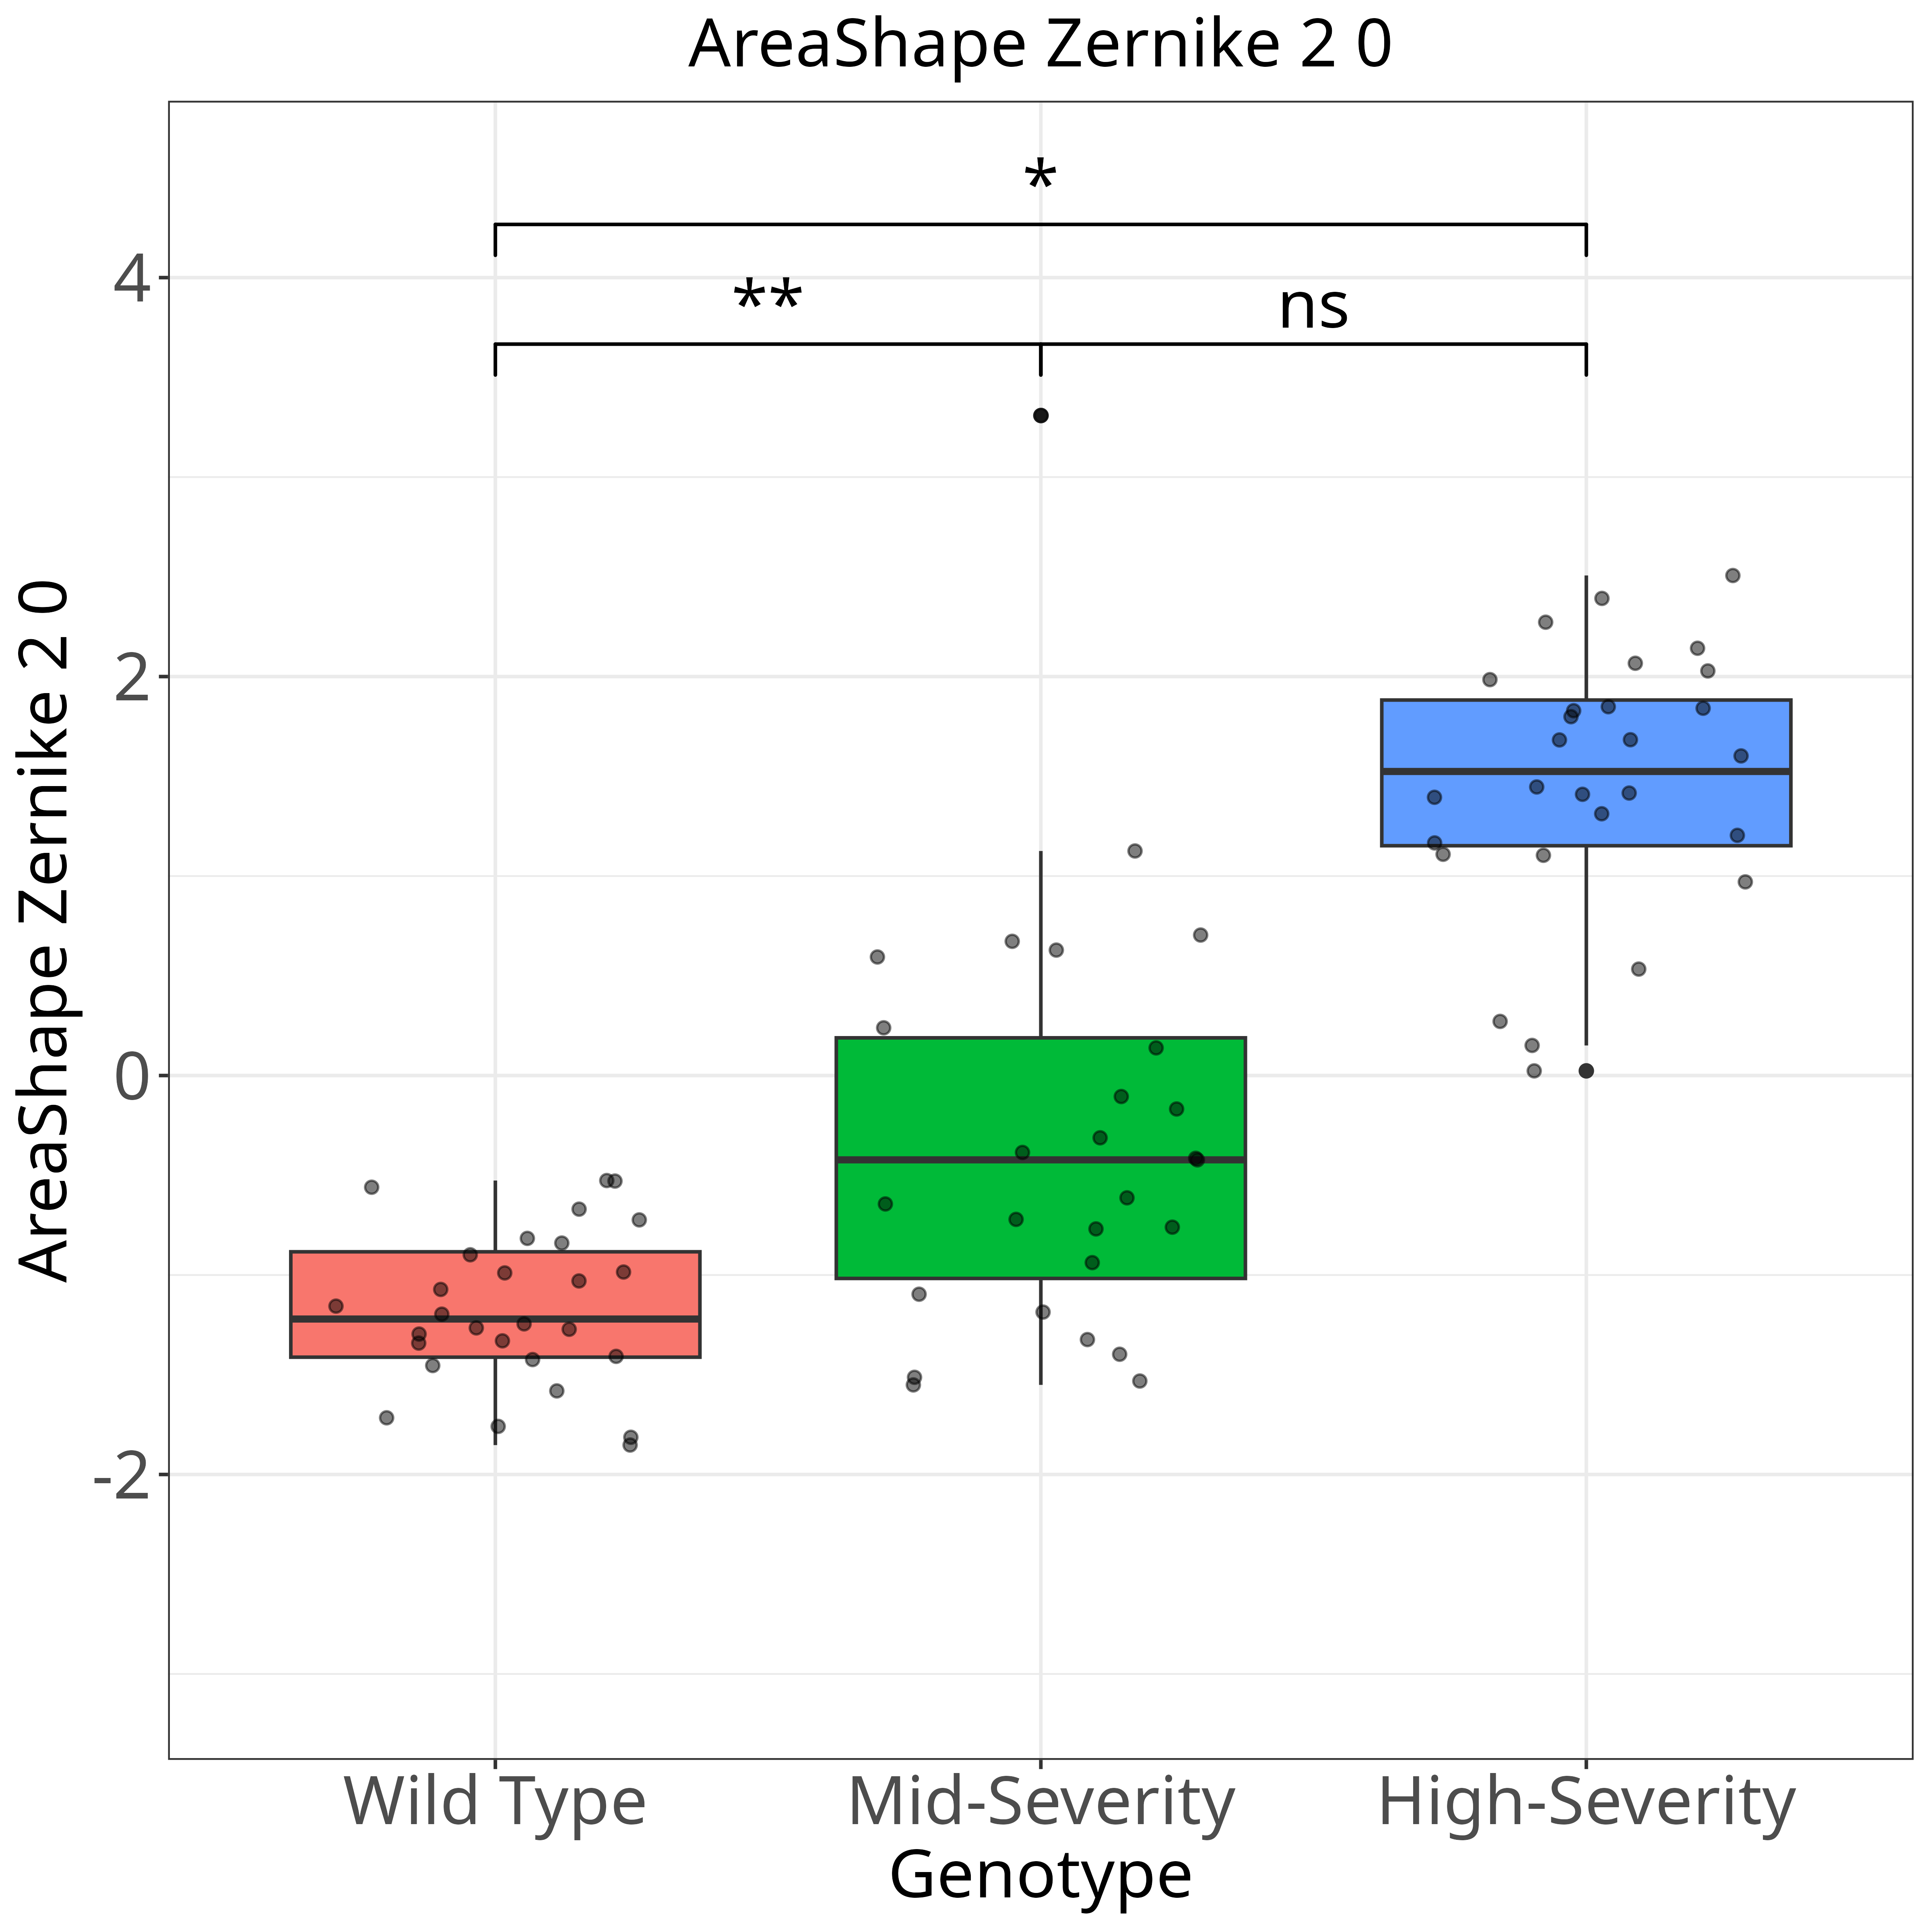 AreaShape Zernike 2 0
*
**
ns
AreaShape Zernike 2 0
4
2
0
-2
Wild Type
Mid-Severity
High-Severity
Genotype